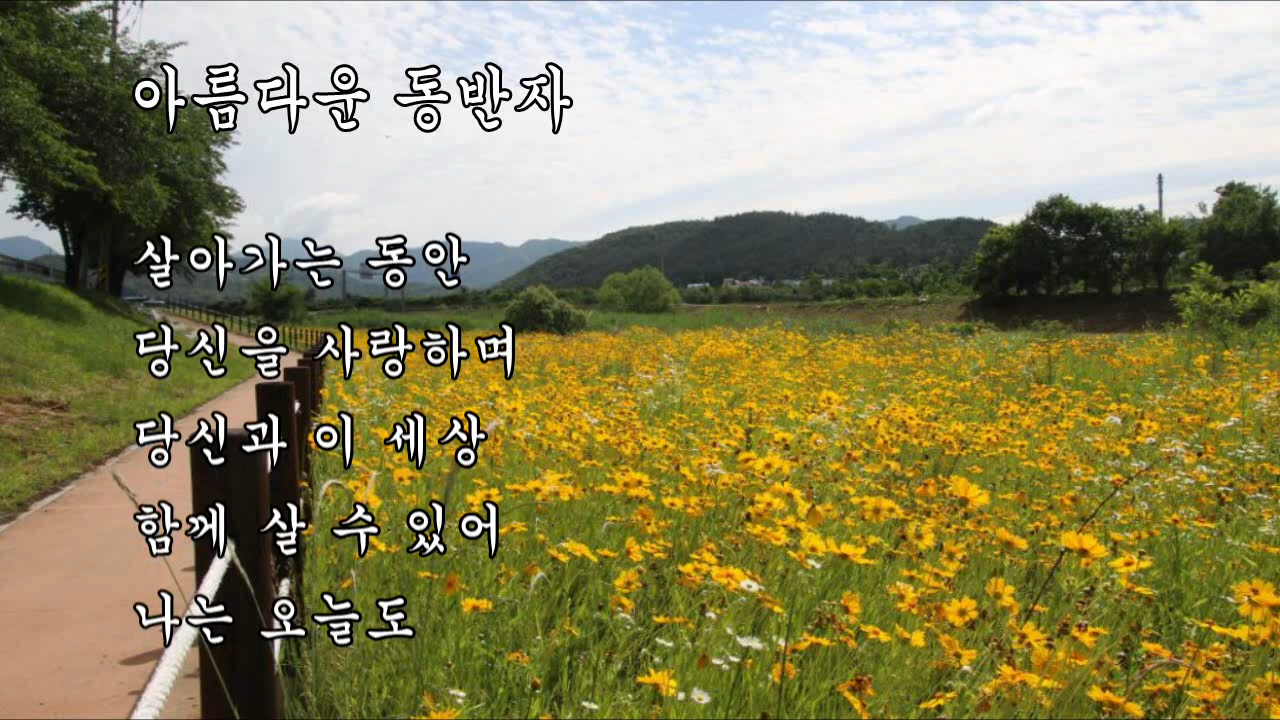 아름다운 동반자
살아가는 동안
당신을 사랑하며
당신과 이 세상
함께 살 수 있어
나는 오늘도